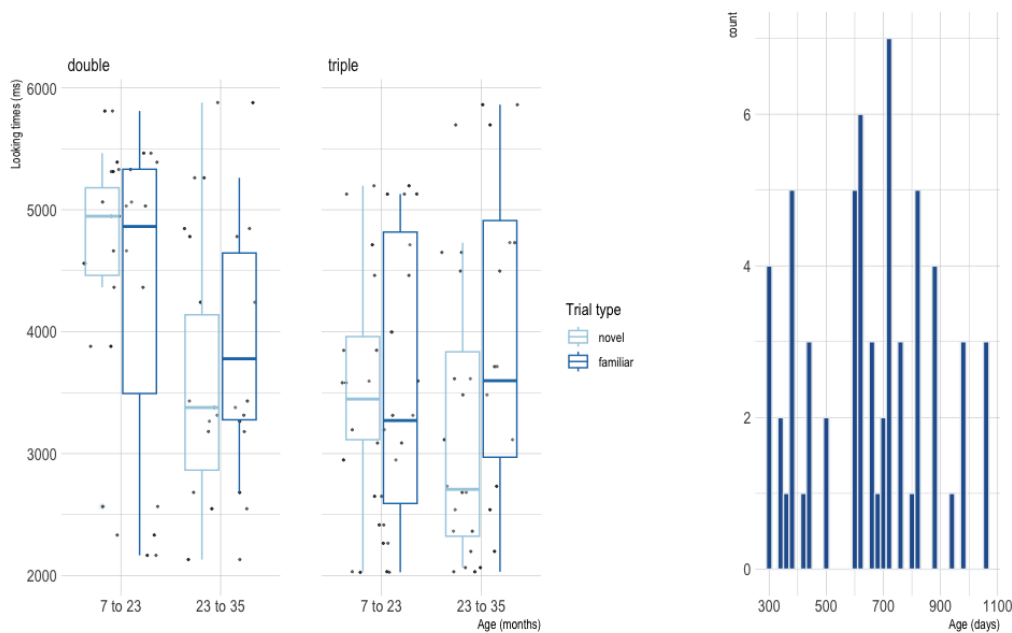 double
triple
Looking times (ms)
6000
5000
4000
3000
2000
7 to 23
23 to 35
7 to 23
23 to 35
Age (months)
Trial type
novel
familiar
count
6
4
2
0
300
500
700
900
1100
Age (days)